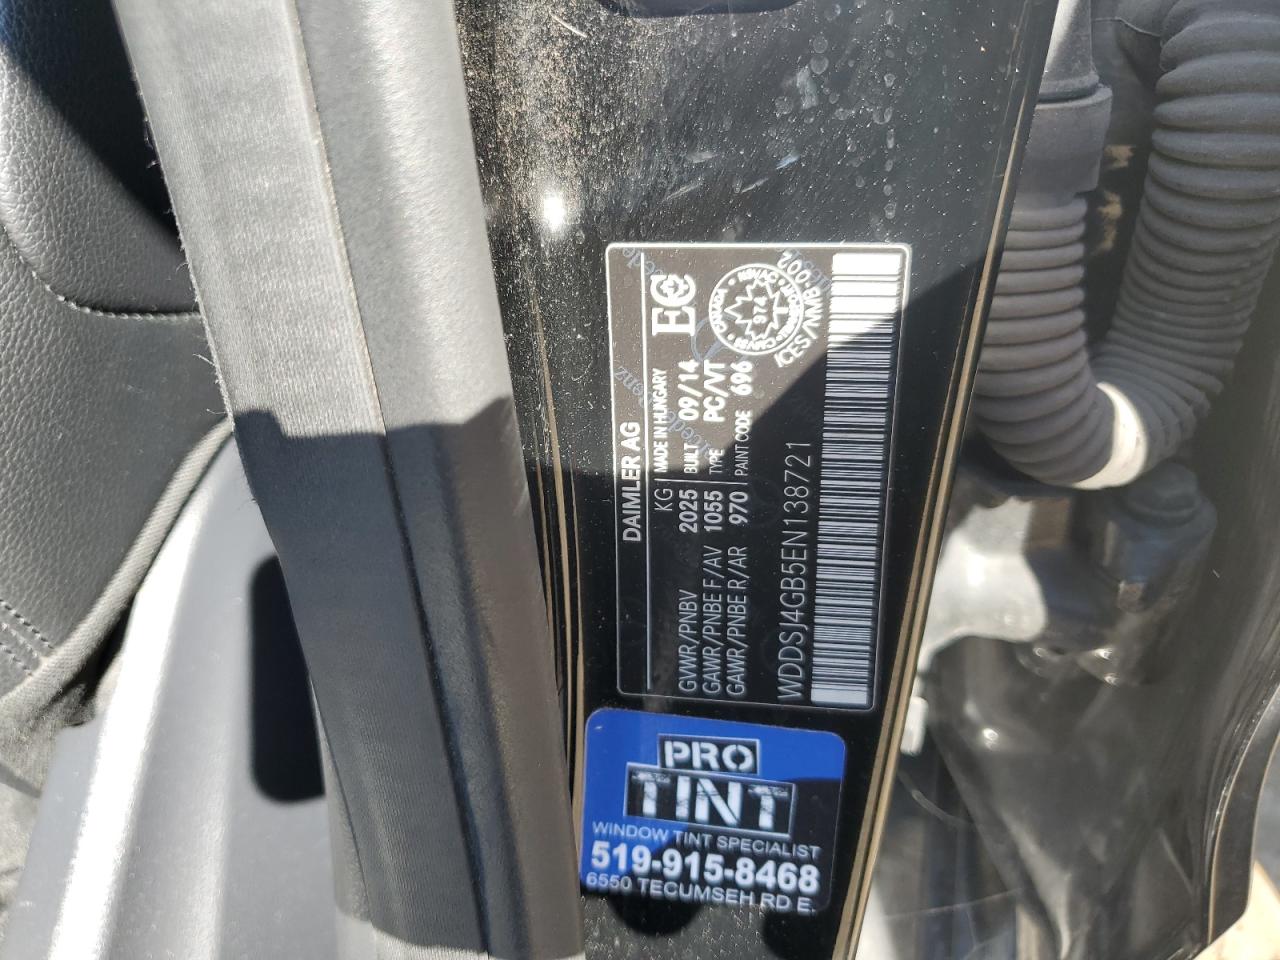 DAIMLER AG
KG MADE IN HUNGARY
GVWR/PNBV 2025 BUILT 09/14
GAWR/PNBE F/AV 1055 TYPE PC/VT
GAWR/PNBE R/AR 970 PAINT CODE 696
EC
CANADA
974
ICES/NMB-002
WDDSJ4GB5EN138721
PRO
TINT
WINDOW TINT SPECIALIST
519-915-8468
6550 TECUMSEH RD E.